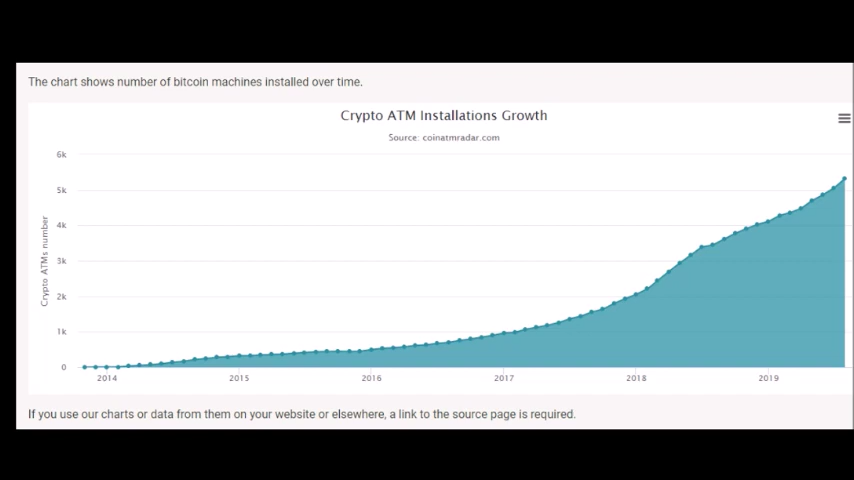 The chart shows number of bitcoin machines installed over time.
Crypto ATM Installations Growth
Source: coinatmradar.com
Crypto ATMs number
6k
5k
4k
3k
2k
1k
0
2014 2015 2016 2017 2018 2019
If you use our charts or data from them on your website or elsewhere, a link to the source page is required.